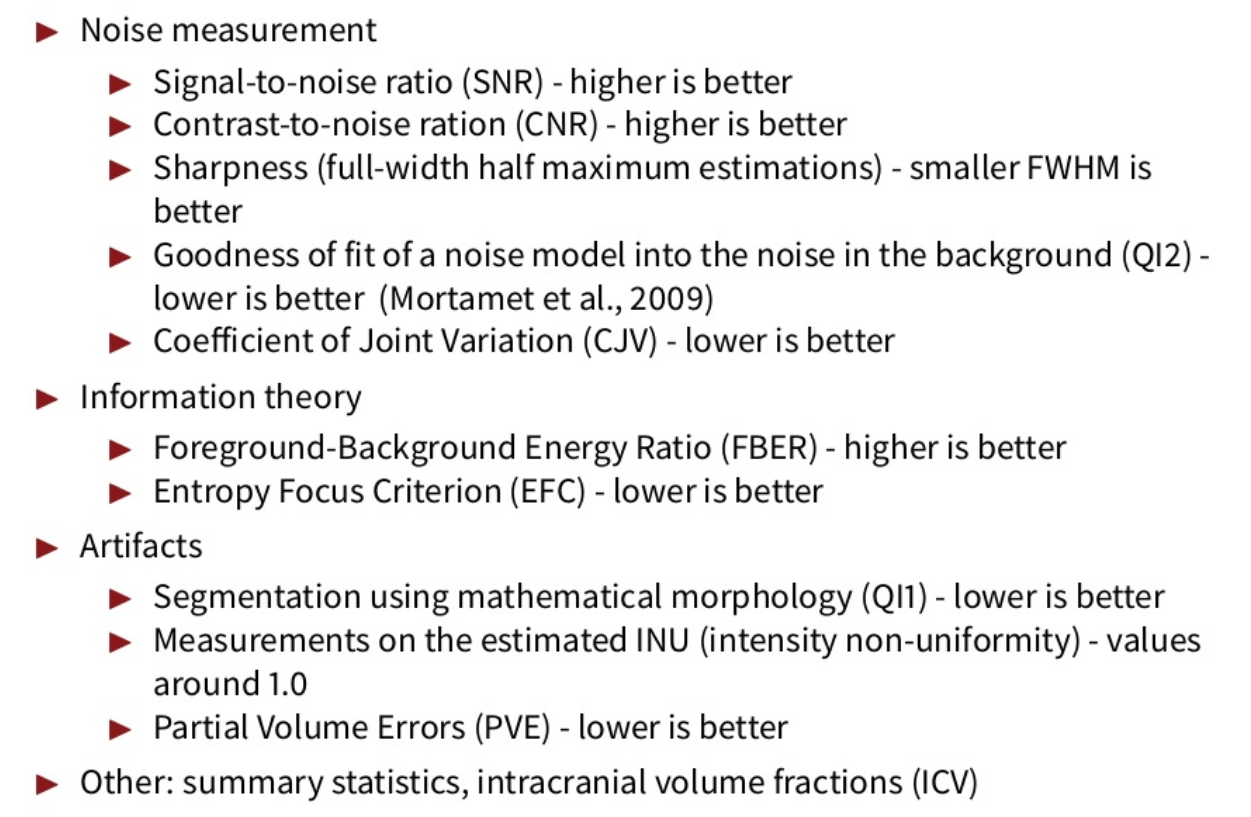 Noise measurement
Signal-to-noise ratio (SNR) - higher is better
Contrast-to-noise ration (CNR) - higher is better
Sharpness (full-width half maximum estimations) - smaller FWHM is
better
Goodness of fit of a noise model into the noise in the background (QI2) -
lower is better (Mortamet et al., 2009)
Coefficient of Joint Variation (CJV) - lower is better
Information theory
Foreground-Background Energy Ratio (FBER) - higher is better
Entropy Focus Criterion (EFC) - lower is better
Artifacts
Segmentation using mathematical morphology (QI1) - lower is better
Measurements on the estimated INU (intensity non-uniformity) - values
around 1.0
Partial Volume Errors (PVE) - lower is better
Other: summary statistics, intracranial volume fractions (ICV)